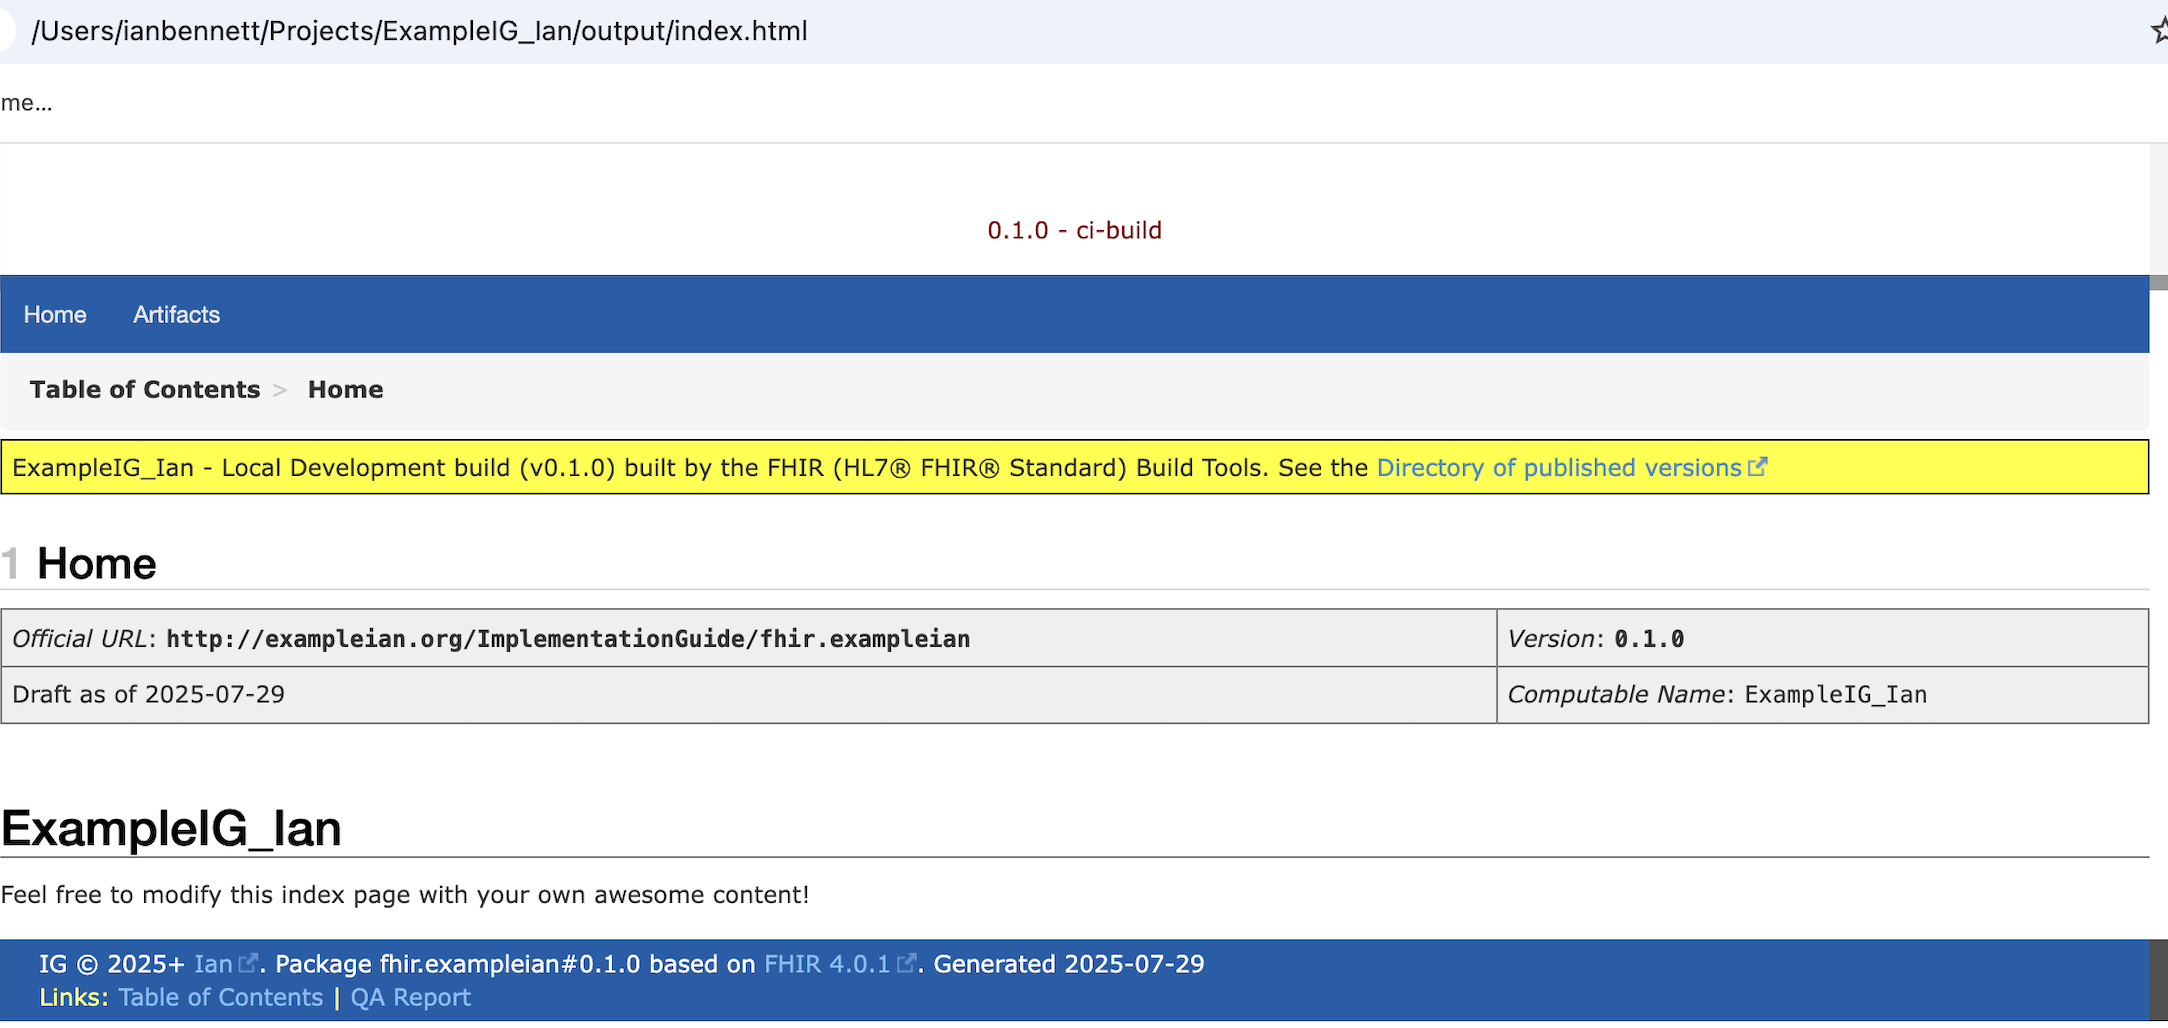 /Users/ianbennett/Projects/ExampleIG_Ian/output/index.html
me...
0.1.0 - ci-build
Home Artifacts
Table of Contents > Home
ExampleIG_Ian - Local Development build (v0.1.0) built by the FHIR (HL7® FHIR® Standard) Build Tools. See the Directory of published versions
1 Home
Official URL: http://exampleian.org/ImplementationGuide/fhir.exampleian Version: 0.1.0
Draft as of 2025-07-29 Computable Name: ExampleIG_Ian
ExampleIG_Ian
Feel free to modify this index page with your own awesome content!
IG © 2025+ Ian. Package fhir.exampleian#0.1.0 based on FHIR 4.0.1. Generated 2025-07-29
Links: Table of Contents | QA Report